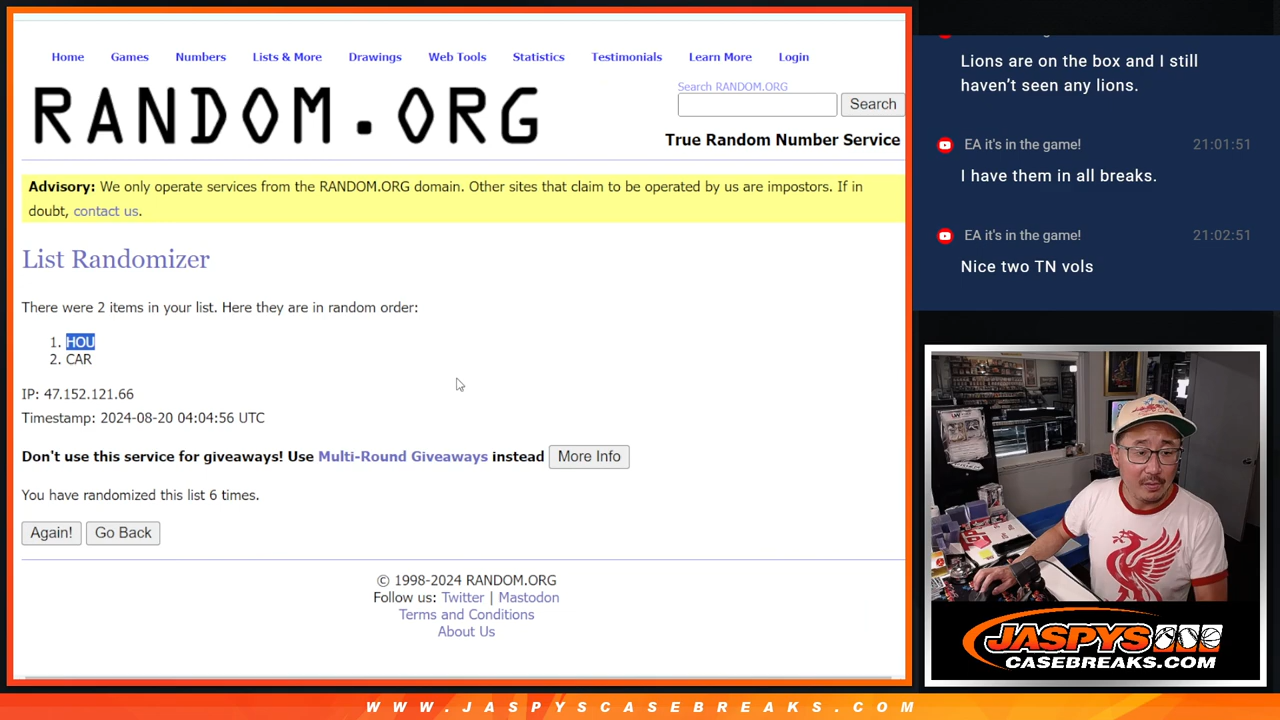 Home Games Numbers Lists & More Drawings Web Tools Statistics Testimonials Learn More Login
RANDOM.ORG
Search RANDOM.ORG
Search
True Random Number Service
Advisory: We only operate services from the RANDOM.ORG domain. Other sites that claim to be operated by us are impostors. If in
doubt, contact us.
List Randomizer
There were 2 items in your list. Here they are in random order:
1. HOU
2. CAR
IP: 47.152.121.66
Timestamp: 2024-08-20 04:04:56 UTC
Don't use this service for giveaways! Use Multi-Round Giveaways instead More Info
You have randomized this list 6 times.
Again! Go Back
© 1998-2024 RANDOM.ORG
Follow us: Twitter | Mastodon
Terms and Conditions
About Us
Lions are on the box and I still
haven’t seen any lions.
EA it's in the game! 21:01:51
I have them in all breaks.
EA it's in the game! 21:02:51
Nice two TN vols
JASPYS
CASEBREAKS.COM
WWW.JASPYSCASEBREAKS.COM